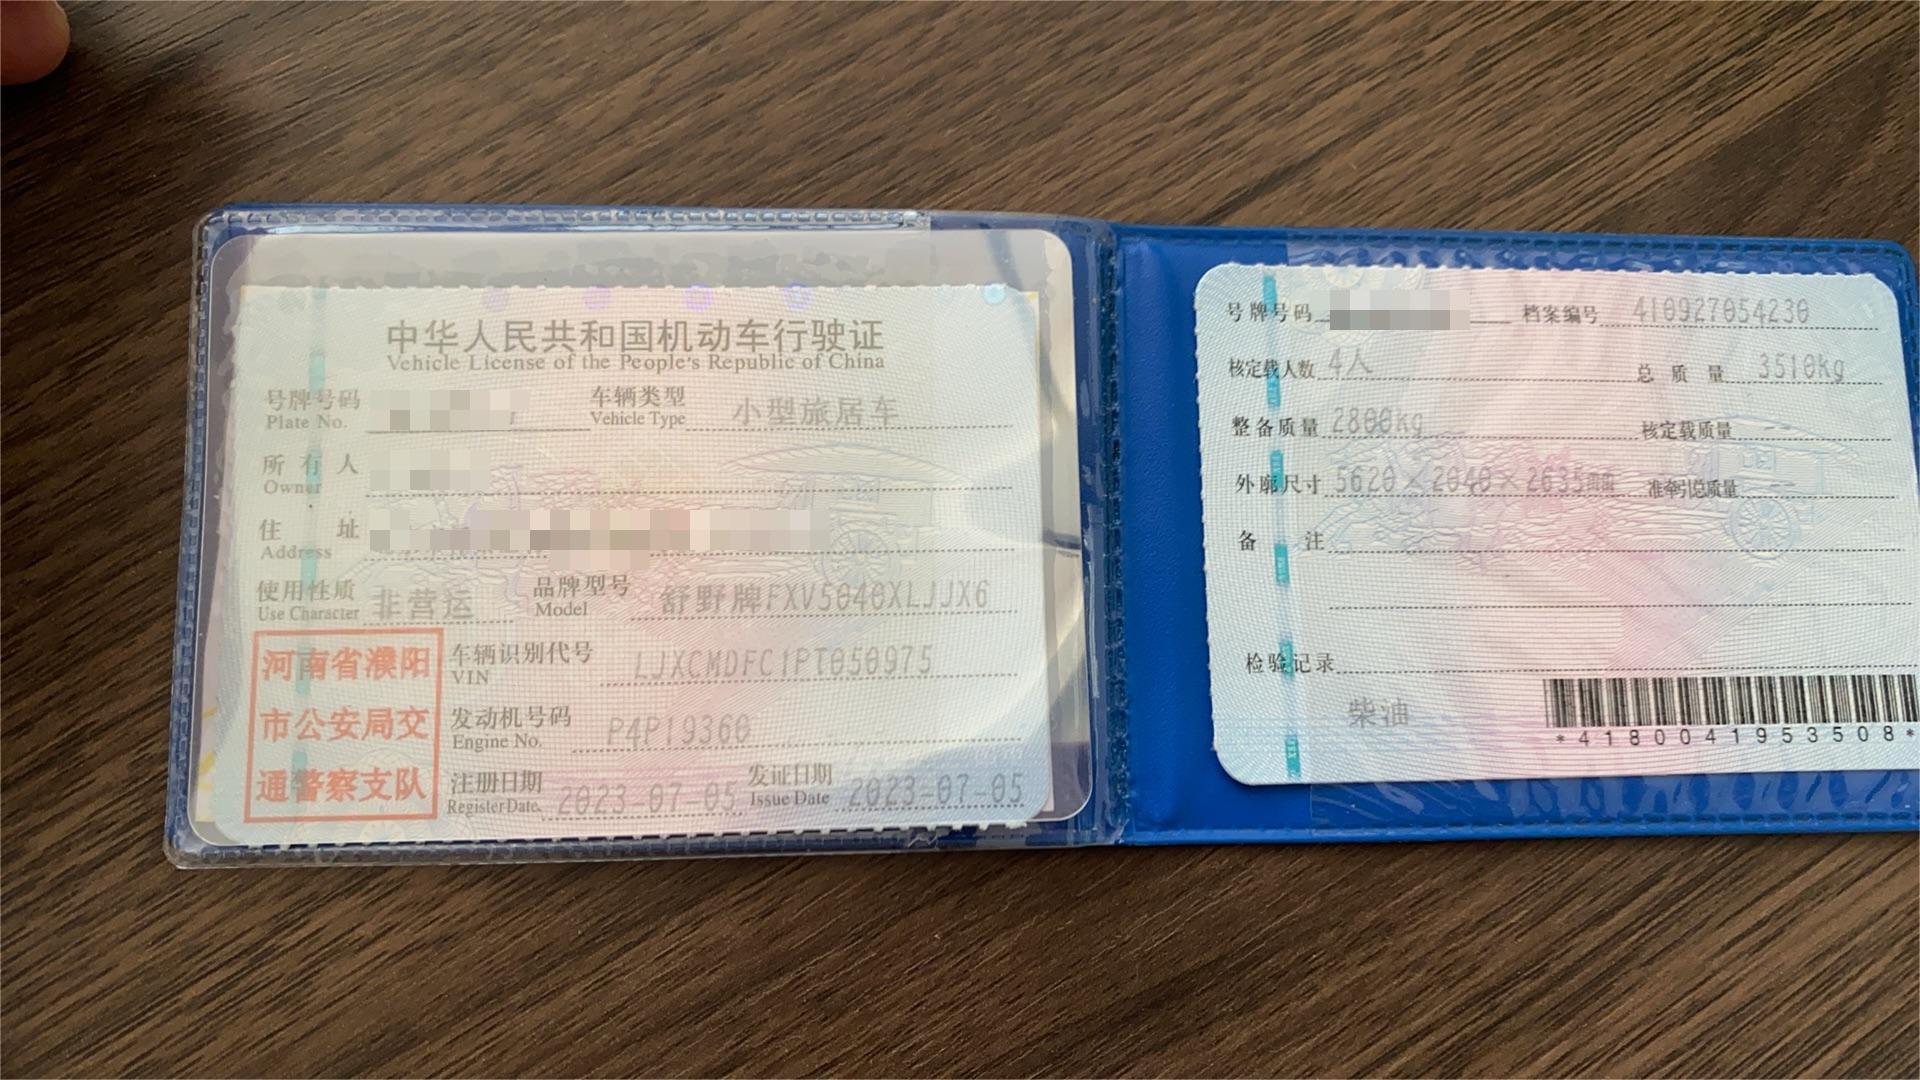 中华人民共和国机动车行驶证
Vehicle License of the People's Republic of China
号牌号码 车辆类型 小型旅居车
Plate No. Vehicle Type
所有人
Owner
住址
Address
使用性质 非营运 品牌型号 舒野牌FXV5040XLJJX6
Use Character Model
河南省濮阳
市公安局交
通警察支队
车辆识别代号 LJXCMDFC1PT050975
VIN
发动机号码 P4P19360
Engine No.
注册日期 2023-07-05 发证日期 2023-07-05
Register Date Issue Date
号牌号码 档案编号 410927054230
核定载人数 4人 总质量 3510kg
整备质量 2800kg 核定载质量 --
外廓尺寸 5620×2040×2635mm 准牵引总质量
备注
检验记录
柴油
*4180041953508*